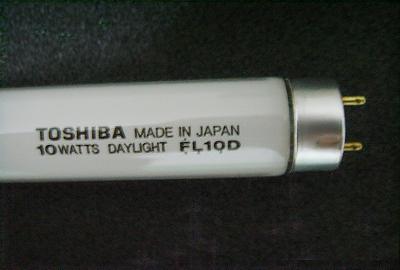 TOSHIBA MADE IN JAPAN
10WATTS DAYLIGHT FL10D